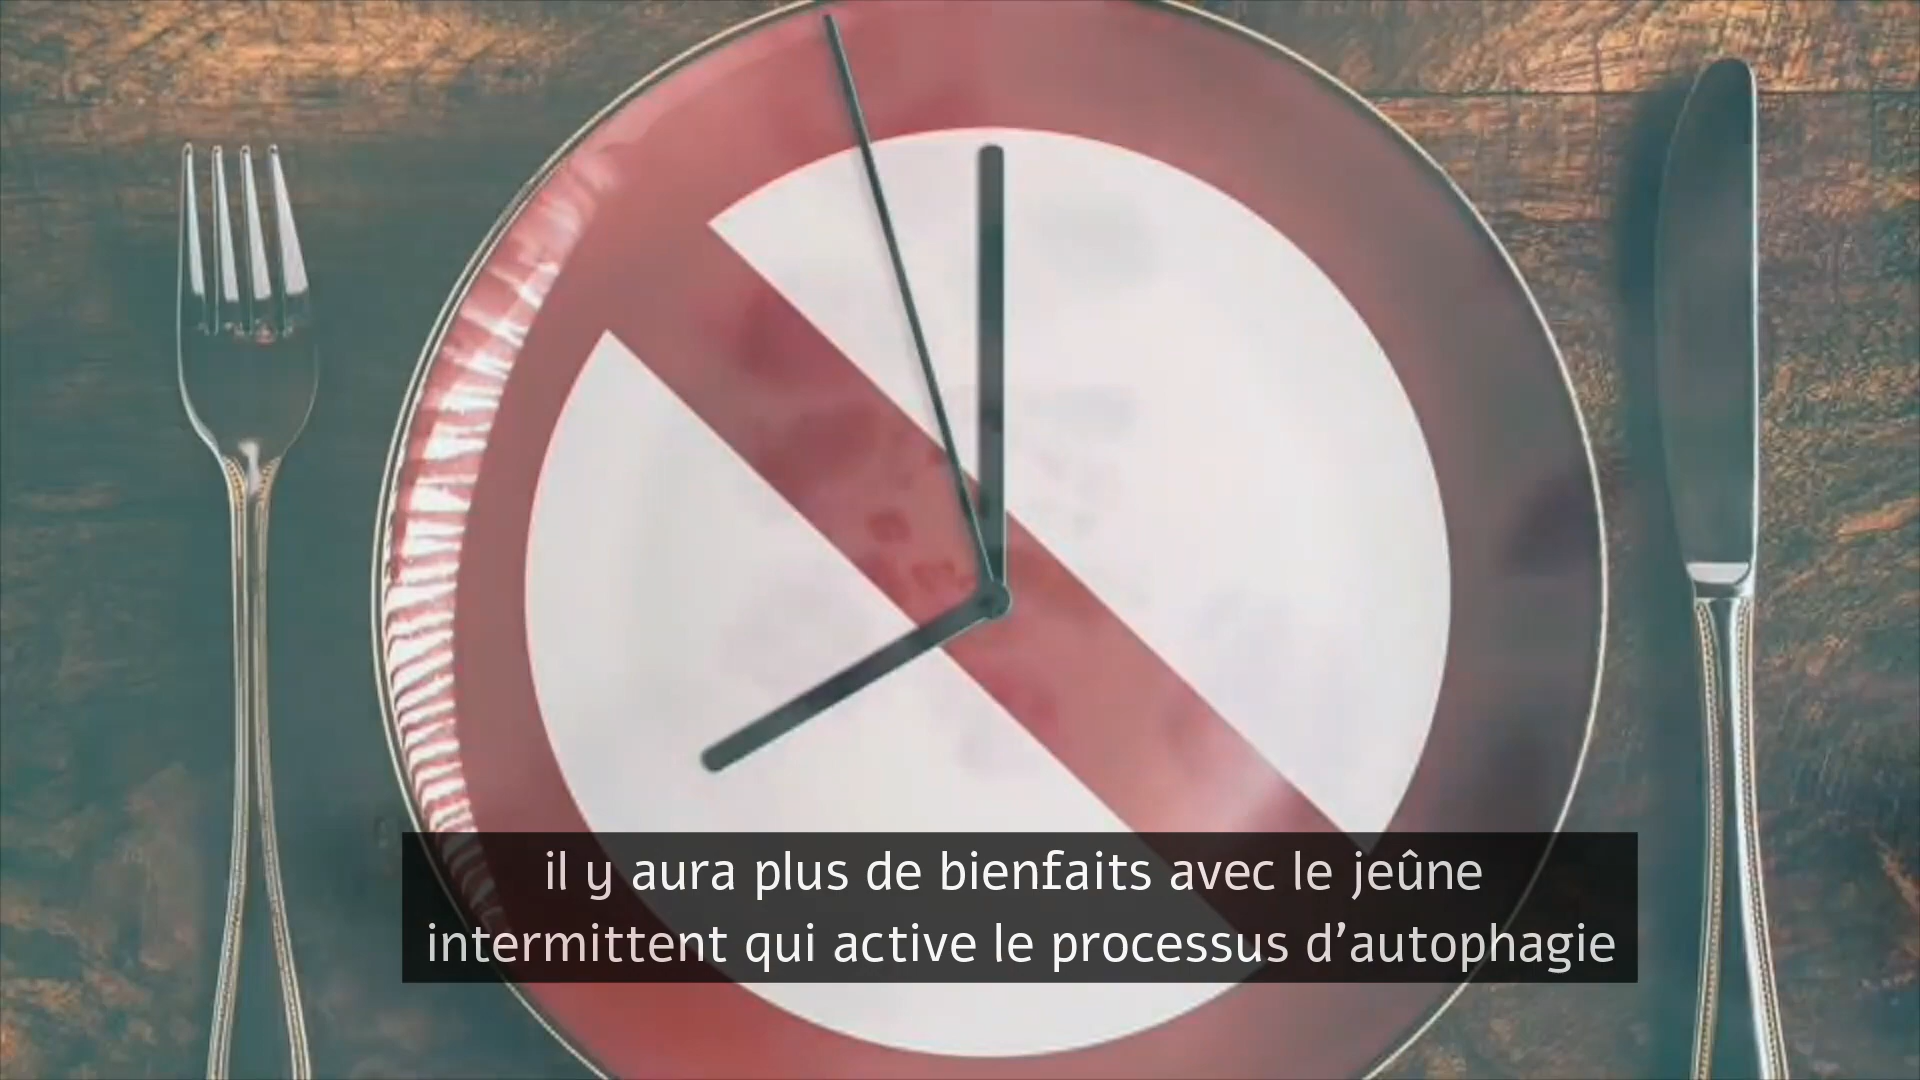 il y aura plus de bienfaits avec le jeûne
intermittent qui active le processus d'autophagie